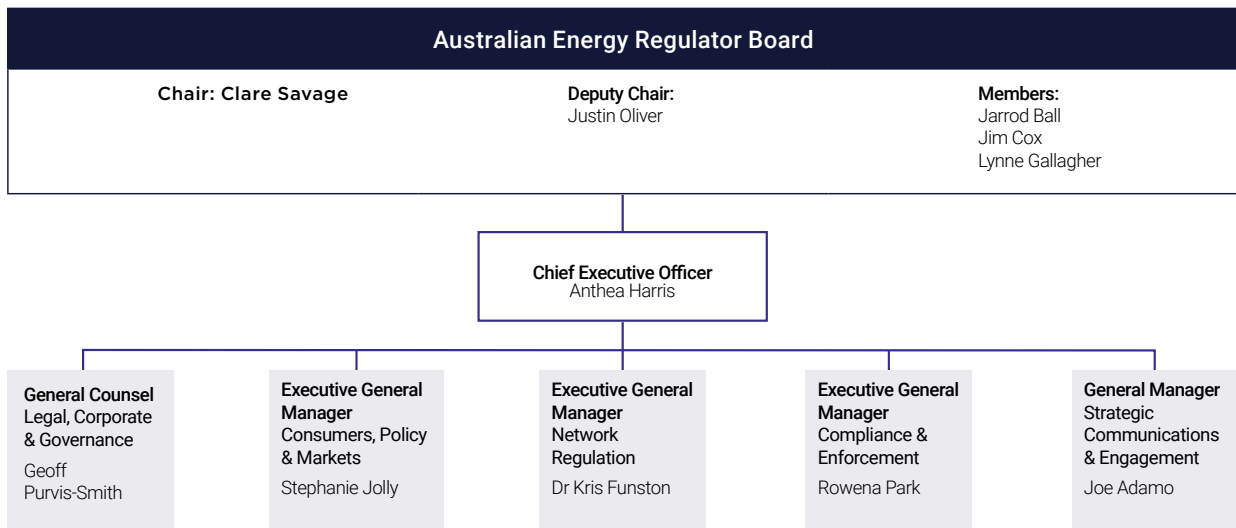 Australian Energy Regulator Board
Chair: Clare Savage
Deputy Chair:
Justin Oliver
Members:
Jarrod Ball
Jim Cox
Lynne Gallagher
Chief Executive Officer
Anthea Harris
General Counsel
Legal, Corporate
& Governance
Geoff
Purvis-Smith
Executive General
Manager
Consumers, Policy
& Markets
Stephanie Jolly
Executive General
Manager
Network
Regulation
Dr Kris Funston
Executive General
Manager
Compliance &
Enforcement
Rowena Park
General Manager
Strategic
Communications
& Engagement
Joe Adamo